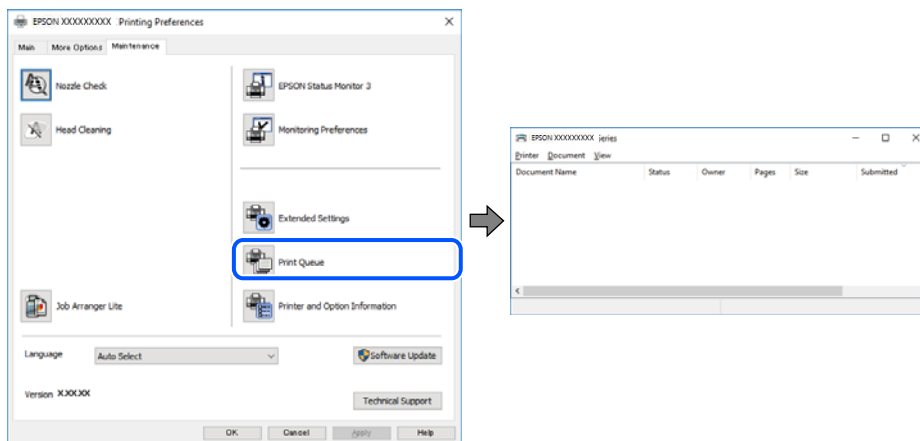 EPSON XXXXXXXXX Printing Preferences
Main More Options Maintenance
Nozzle Check
Head Cleaning
Job Arranger Lite
EPSON Status Monitor 3
Monitoring Preferences
Extended Settings
Print Queue
Printer and Option Information
Language Auto Select
Software Update
Version X.XX.XX
Technical Support
OK Cancel Apply Help
EPSON XXXXXXXXX ieries
Printer Document View
Document Name Status Owner Pages Size Submitted